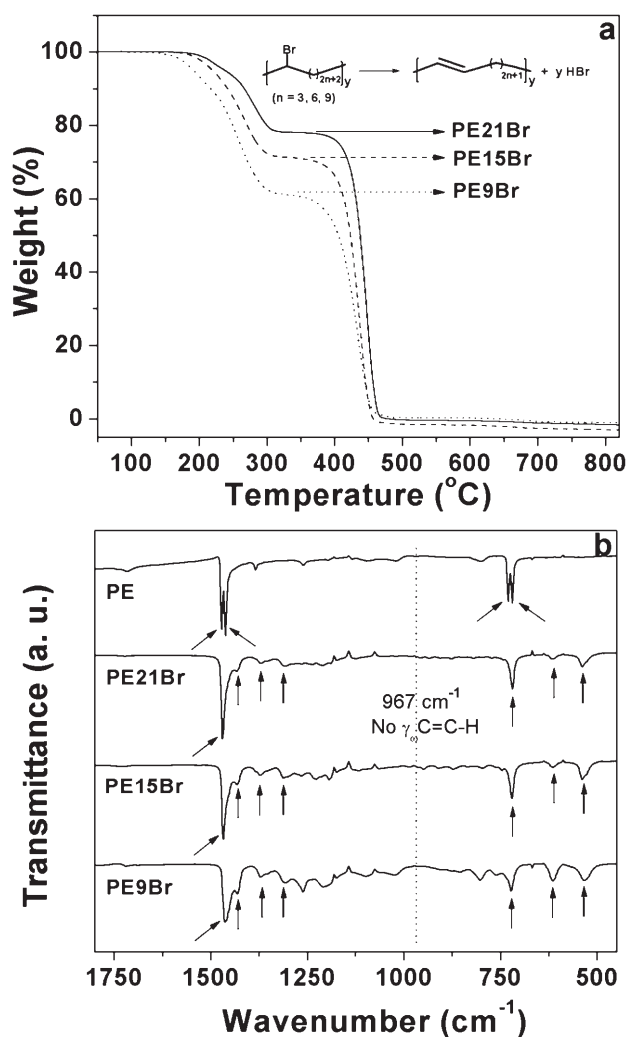 a
Br
( )2n+2 y
(n = 3, 6, 9)
( )2n+1 y + y HBr
100
80
60
40
20
0
Weight (%)
PE21Br
PE15Br
PE9Br
100 200 300 400 500 600 700 800
Temperature (°C)
b
PE
PE21Br
967 cm⁻¹
No γω C=C-H
PE15Br
PE9Br
Transmittance (a. u.)
1750 1500 1250 1000 750 500
Wavenumber (cm⁻¹)